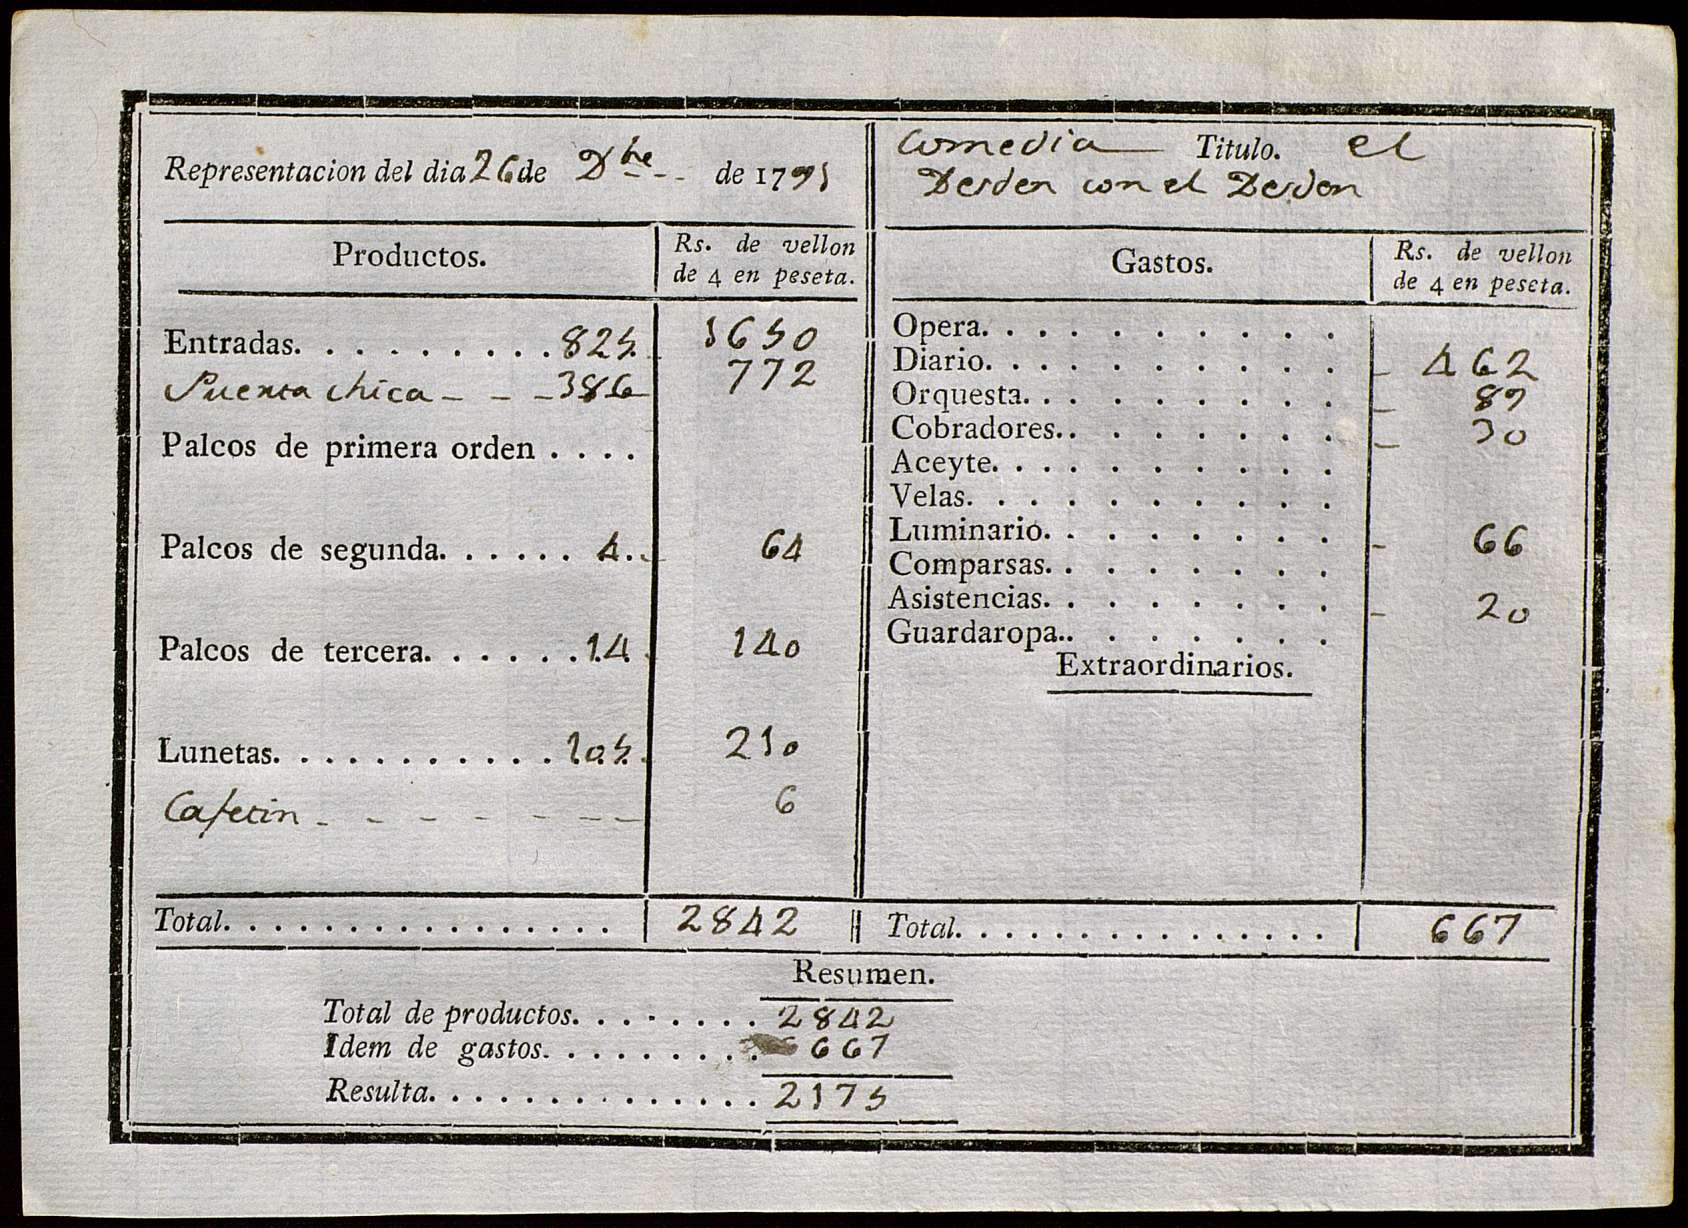 Representacion del dia 26 de Dbre de 1791
Comedia Titulo. el
Desden con el Desden
Productos. Rs. de vellon de 4 en peseta.
Entradas. . . . . . . . . 825. 1650
Puerta chica - - - 386 772
Palcos de primera orden . . . .
Palcos de segunda. . . . . . 4. 64
Palcos de tercera. . . . . . 14. 140
Lunetas. . . . . . . . . . . 105. 210
Cafetin - - - - - - - - 6
Total. . . . . . . . . . . . . . . . 2842
Gastos. Rs. de vellon de 4 en peseta.
Opera. . . . . . . . . .
Diario. . . . . . . . . . 462
Orquesta. . . . . . . . . 89
Cobradores. . . . . . . . 30
Aceyte. . . . . . . . . .
Velas. . . . . . . . . .
Luminario. . . . . . . . 66
Comparsas. . . . . . . .
Asistencias. . . . . . . . 20
Guardaropa. . . . . . . .
Extraordinarios.
Total. . . . . . . . . . . . . . . . 667
Resumen.
Total de productos. . . . . . . . 2842
Idem de gastos. . . . . . . . . 667
Resulta. . . . . . . . . . . . . . 2175